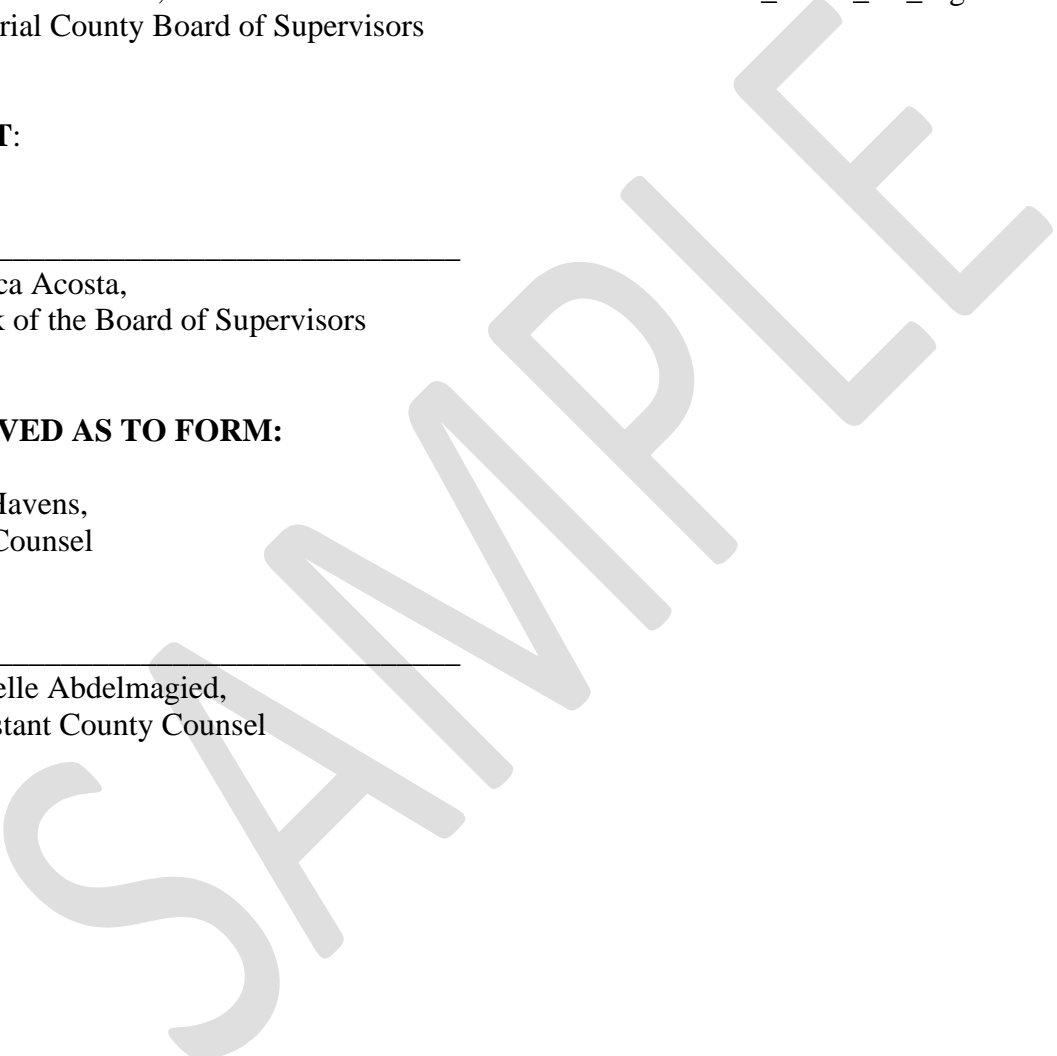 rial County Board of Supervisors
T:
ca Acosta,
k of the Board of Supervisors
VED AS TO FORM:
Havens,
Counsel
elle Abdelmagied,
stant County Counsel
SAMPLE